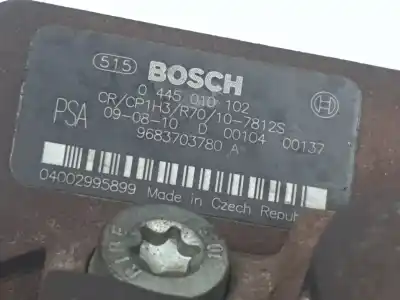 515 BOSCH
0 445 010 102
CR/CP1H3/R70/10-7812S
PSA 09-08-10 D 00104 00137
9683703780 A
04002995899 Made in Czech Repu